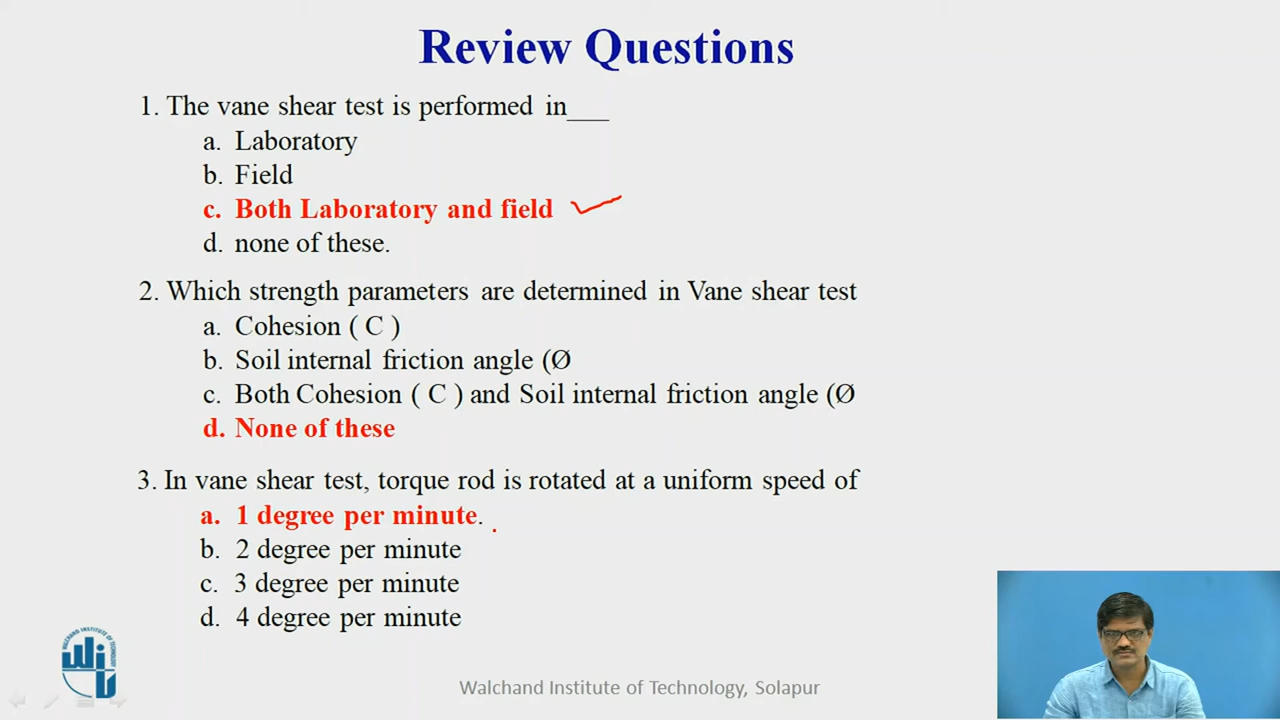 Review Questions
1. The vane shear test is performed in___
a. Laboratory
b. Field
c. Both Laboratory and field
d. none of these.
2. Which strength parameters are determined in Vane shear test
a. Cohesion ( C )
b. Soil internal friction angle (Ø
c. Both Cohesion ( C ) and Soil internal friction angle (Ø
d. None of these
3. In vane shear test, torque rod is rotated at a uniform speed of
a. 1 degree per minute.
b. 2 degree per minute
c. 3 degree per minute
d. 4 degree per minute
WALCHAND INSTITUTE OF TECHNOLOGY
Walchand Institute of Technology, Solapur